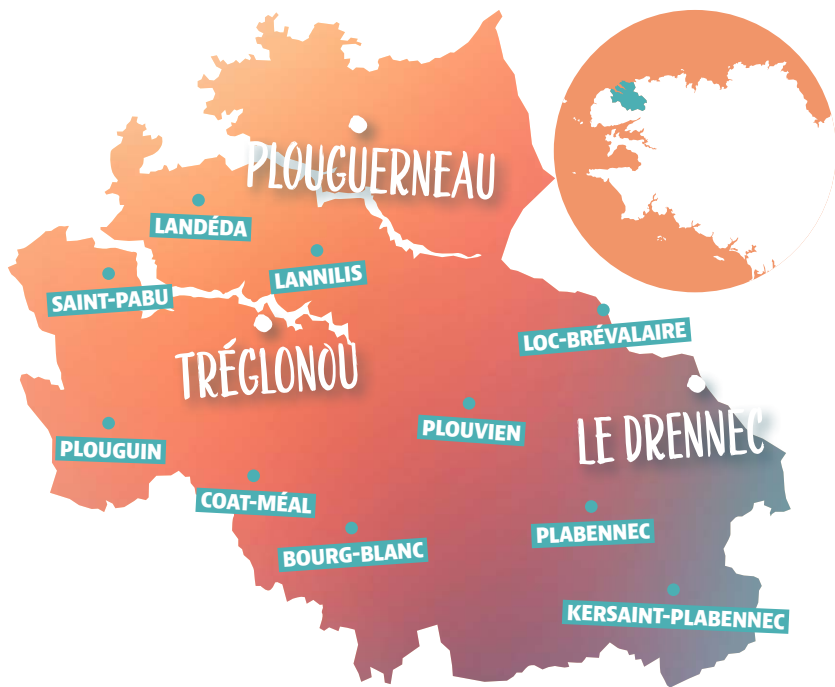 PLOUGUERNEAU
LANDÉDA
LANNILIS
SAINT-PABU
LOC-BRÉVALAIRE
TRÉGLONOU
PLOUVIEN
LE DRENNEC
PLOUGUIN
COAT-MÉAL
PLABENNEC
BOURG-BLANC
KERSAINT-PLABENNEC